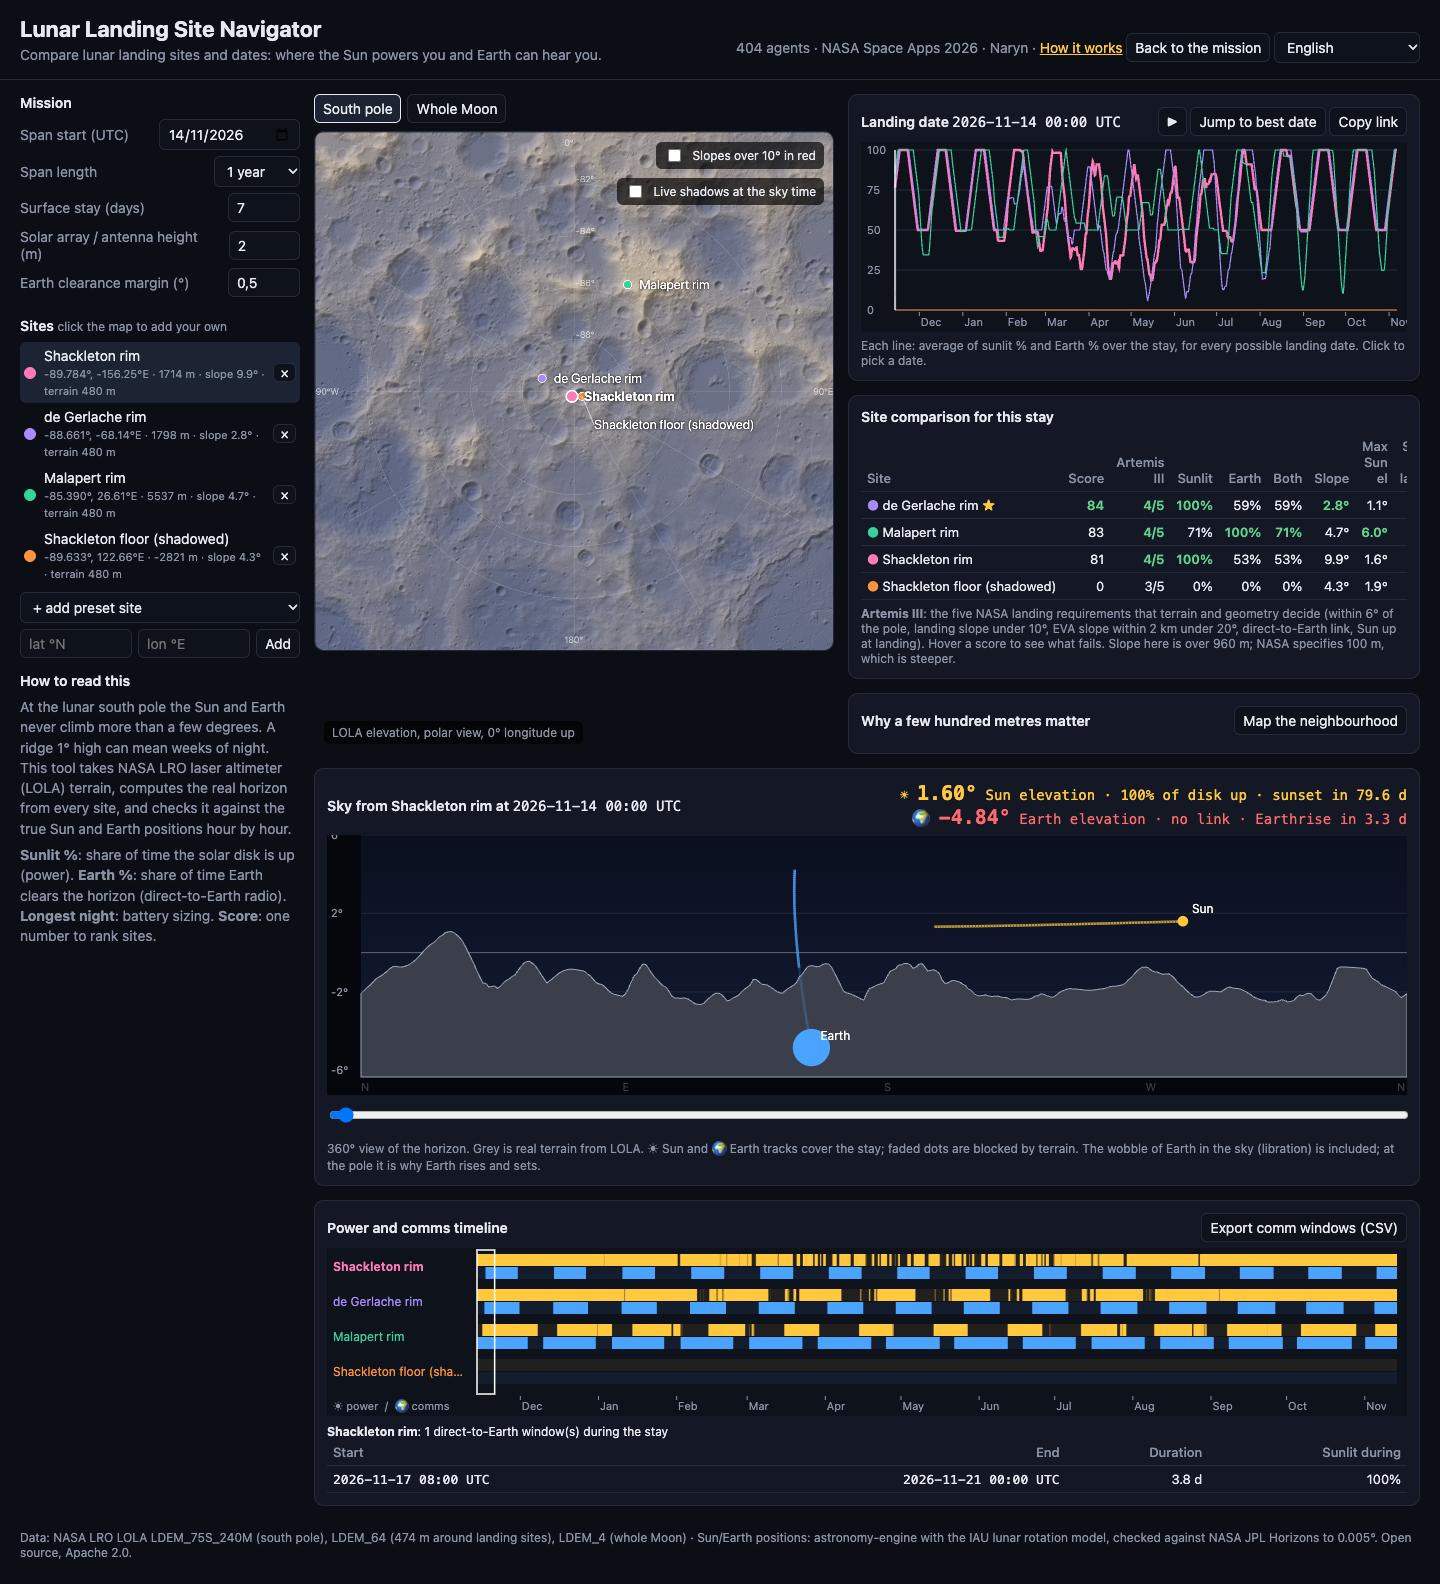 Lunar Landing Site Navigator
Compare lunar landing sites and dates: where the Sun powers you and Earth can hear you.
404 agents · NASA Space Apps 2026 · Naryn · How it works
Back to the mission
English
Mission
Span start (UTC)
14/11/2026
Span length
1 year
Surface stay (days)
7
Solar array / antenna height
(m)
2
Earth clearance margin (°)
0,5
Sites click the map to add your own
Shackleton rim
-89.784°, -156.25°E · 1714 m · slope 9.9° ·
terrain 480 m
×
de Gerlache rim
-88.661°, -68.14°E · 1798 m · slope 2.8° ·
terrain 480 m
×
Malapert rim
-85.390°, 26.61°E · 5537 m · slope 4.7° ·
terrain 480 m
×
Shackleton floor (shadowed)
-89.633°, 122.66°E · -2821 m · slope 4.3°
· terrain 480 m
×
+ add preset site
lat °N
lon °E
Add
How to read this
At the lunar south pole the Sun and Earth
never climb more than a few degrees. A
ridge 1° high can mean weeks of night.
This tool takes NASA LRO laser altimeter
(LOLA) terrain, computes the real horizon
from every site, and checks it against the
true Sun and Earth positions hour by hour.
Sunlit %: share of time the solar disk is up
(power). Earth %: share of time Earth
clears the horizon (direct-to-Earth radio).
Longest night: battery sizing. Score: one
number to rank sites.
South pole
Whole Moon
0°
Slopes over 10° in red
-82°
Live shadows at the sky time
-84°
-86°
Malapert rim
-88°
de Gerlache rim
90°W
90°E
Shackleton rim
Shackleton floor (shadowed)
180°
LOLA elevation, polar view, 0° longitude up
Landing date 2026-11-14 00:00 UTC
▶
Jump to best date
Copy link
100
75
50
25
0
Dec Jan Feb Mar Apr May Jun Jul Aug Sep Oct Nov
Each line: average of sunlit % and Earth % over the stay, for every possible landing date. Click to
pick a date.
Site comparison for this stay
Site Score Artemis III Sunlit Earth Both Slope Max Sun el
de Gerlache rim ⭐ 84 4/5 100% 59% 59% 2.8° 1.1°
Malapert rim 83 4/5 71% 100% 71% 4.7° 6.0°
Shackleton rim 81 4/5 100% 53% 53% 9.9° 1.6°
Shackleton floor (shadowed) 0 3/5 0% 0% 0% 4.3° 1.9°
Artemis III: the five NASA landing requirements that terrain and geometry decide (within 6° of
the pole, landing slope under 10°, EVA slope within 2 km under 20°, direct-to-Earth link, Sun up
at landing). Hover a score to see what fails. Slope here is over 960 m; NASA specifies 100 m,
which is steeper.
Why a few hundred metres matter
Map the neighbourhood
Sky from Shackleton rim at 2026-11-14 00:00 UTC
☀ 1.60° Sun elevation · 100% of disk up · sunset in 79.6 d
🌍 −4.84° Earth elevation · no link · Earthrise in 3.3 d
6°
2°
-2°
-6°
Sun
Earth
N E S W N
360° view of the horizon. Grey is real terrain from LOLA. ☀ Sun and 🌍 Earth tracks cover the stay; faded dots are blocked by terrain. The wobble of Earth in the sky (libration) is included; at
the pole it is why Earth rises and sets.
Power and comms timeline
Export comm windows (CSV)
Shackleton rim
de Gerlache rim
Malapert rim
Shackleton floor (sha…
☀ power / 🌍 comms
Dec Jan Feb Mar Apr May Jun Jul Aug Sep Oct Nov
Shackleton rim: 1 direct-to-Earth window(s) during the stay
Start End Duration Sunlit during
2026-11-17 08:00 UTC 2026-11-21 00:00 UTC 3.8 d 100%
Data: NASA LRO LOLA LDEM_75S_240M (south pole), LDEM_64 (474 m around landing sites), LDEM_4 (whole Moon) · Sun/Earth positions: astronomy-engine with the IAU lunar rotation model, checked against NASA JPL Horizons to 0.005°. Open
source, Apache 2.0.